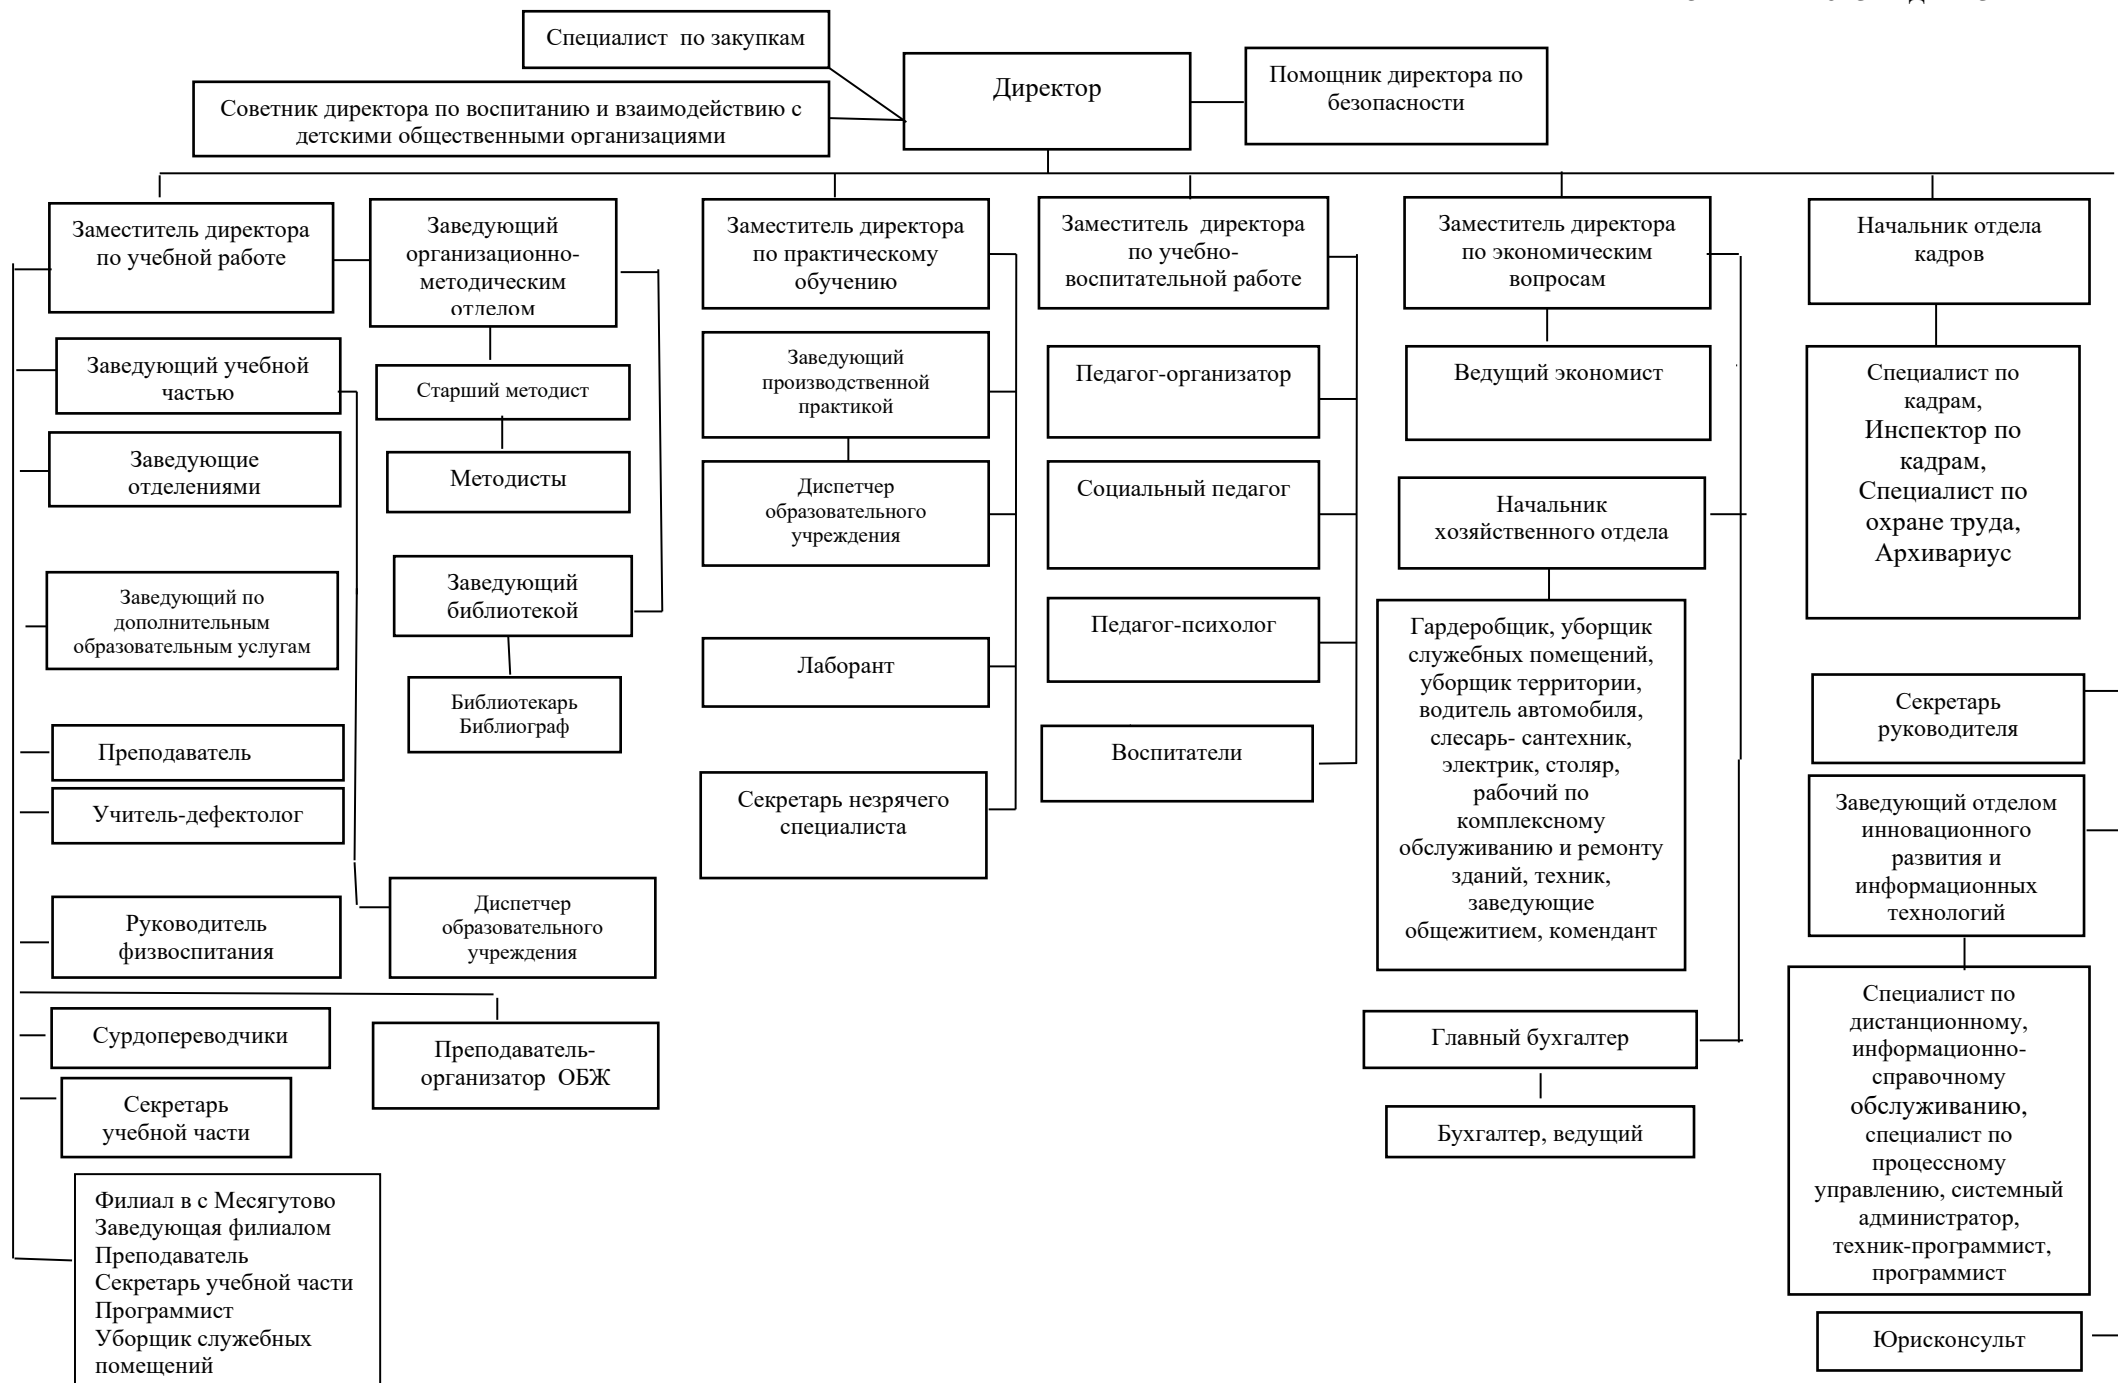 Специалист по закупкам
Директор
Помощник директора по
безопасности
Советник директора по воспитанию и взаимодействию с
детскими общественными организациями
Заместитель директора
по учебной работе
Заведующий
организационно-
методическим
отделом
Заместитель директора
по практическому
обучению
Заместитель директора
по учебно-
воспитательной работе
Заместитель директора
по экономическим
вопросам
Начальник отдела
кадров
Заведующий учебной
частью
Заведующие
отделениями
Заведующий по
дополнительным
образовательным услугам
Преподаватель
Учитель-дефектолог
Руководитель
физвоспитания
Сурдопереводчики
Секретарь
учебной части
Филиал в с Месягутово
Заведующая филиалом
Преподаватель
Секретарь учебной части
Программист
Уборщик служебных
помещений
Старший методист
Методисты
Заведующий
библиотекой
Библиотекарь
Библиограф
Диспетчер
образовательного
учреждения
Преподаватель-
организатор ОБЖ
Заведующий
производственной
практикой
Диспетчер
образовательного
учреждения
Лаборант
Секретарь незрячего
специалиста
Педагог-организатор
Социальный педагог
Педагог-психолог
Воспитатели
Ведущий экономист
Начальник
хозяйственного отдела
Гардеробщик, уборщик
служебных помещений,
уборщик территории,
водитель автомобиля,
слесарь- сантехник,
электрик, столяр,
рабочий по
комплексному
обслуживанию и ремонту
зданий, техник,
заведующие
общежитием, комендант
Главный бухгалтер
Бухгалтер, ведущий
Специалист по
кадрам,
Инспектор по
кадрам,
Специалист по
охране труда,
Архивариус
Секретарь
руководителя
Заведующий отделом
инновационного
развития и
информационных
технологий
Специалист по
дистанционному,
информационно-
справочному
обслуживанию,
специалист по
процессному
управлению, системный
администратор,
техник-программист,
программист
Юрисконсульт